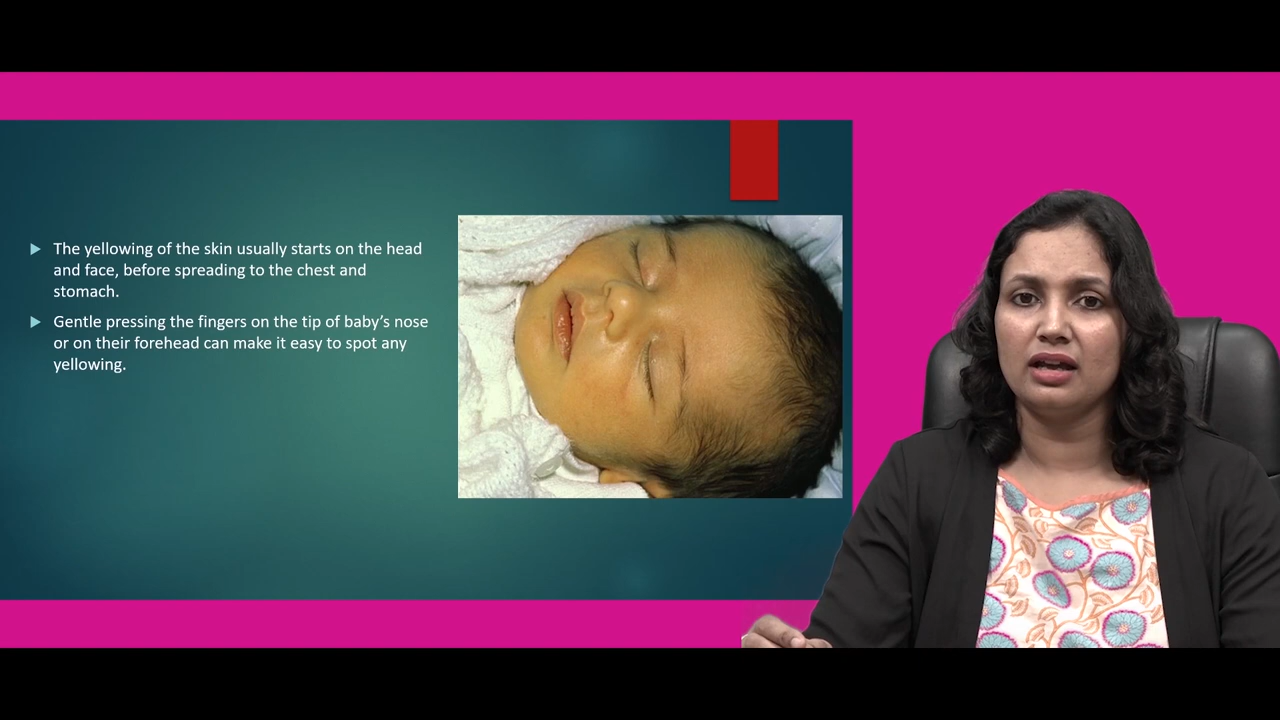 The yellowing of the skin usually starts on the head
and face, before spreading to the chest and
stomach.
Gentle pressing the fingers on the tip of baby’s nose
or on their forehead can make it easy to spot any
yellowing.